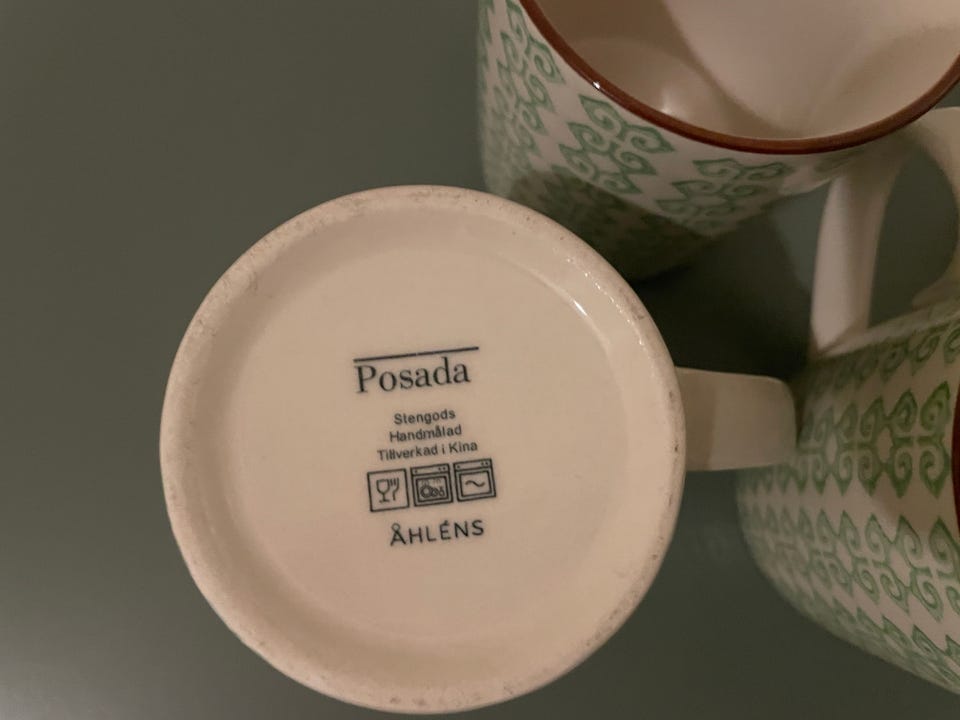 Posada
Stengods
Handmålad
Tillverkad i Kina
ÅHLÉNS